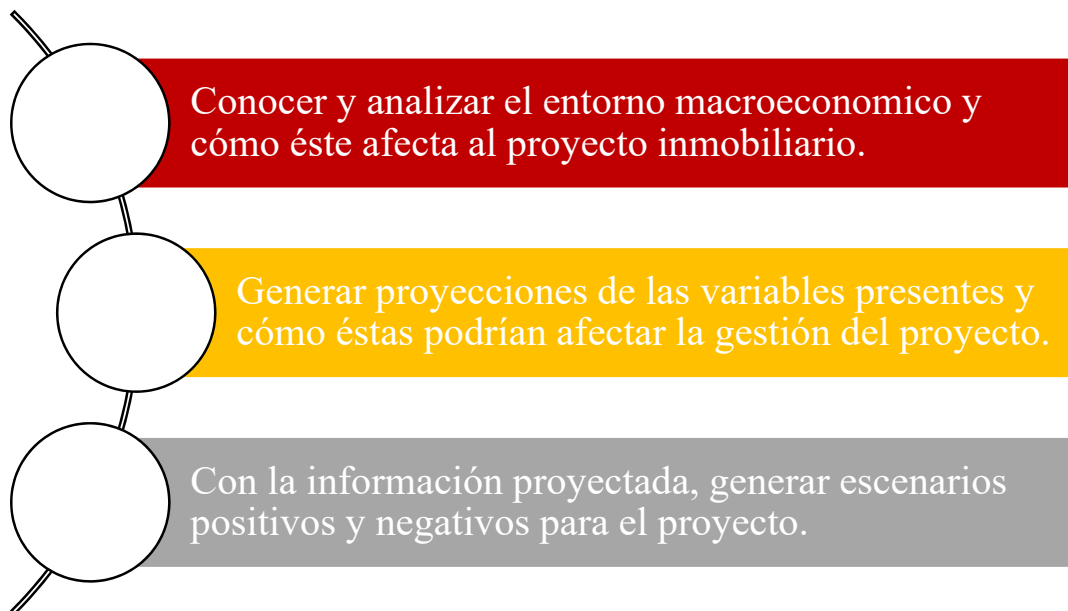 Conocer y analizar el entorno macroeconomico y
cómo éste afecta al proyecto inmobiliario.
Generar proyecciones de las variables presentes y
cómo éstas podrían afectar la gestión del proyecto.
Con la información proyectada, generar escenarios
positivos y negativos para el proyecto.